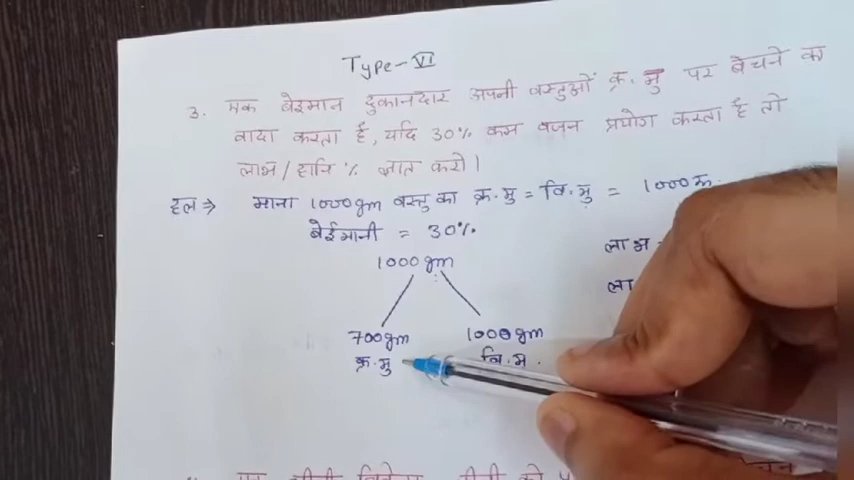 Type-VI
3. एक बेइमान दुकानदार अपनी वस्तुओं क्र. मु पर बेचने का
वादा करता है, यदि 30% कम वजन प्रयोग करता है तो
लाभ/हानि % ज्ञात करो।
हल ⇒ माना 1000gm वस्तु का क्र.मु = वि.मु = 1000रू.
बेईमानी = 30%
लाभ
1000gm
ला
700gm 1000gm
क्र.मु वि.मु.